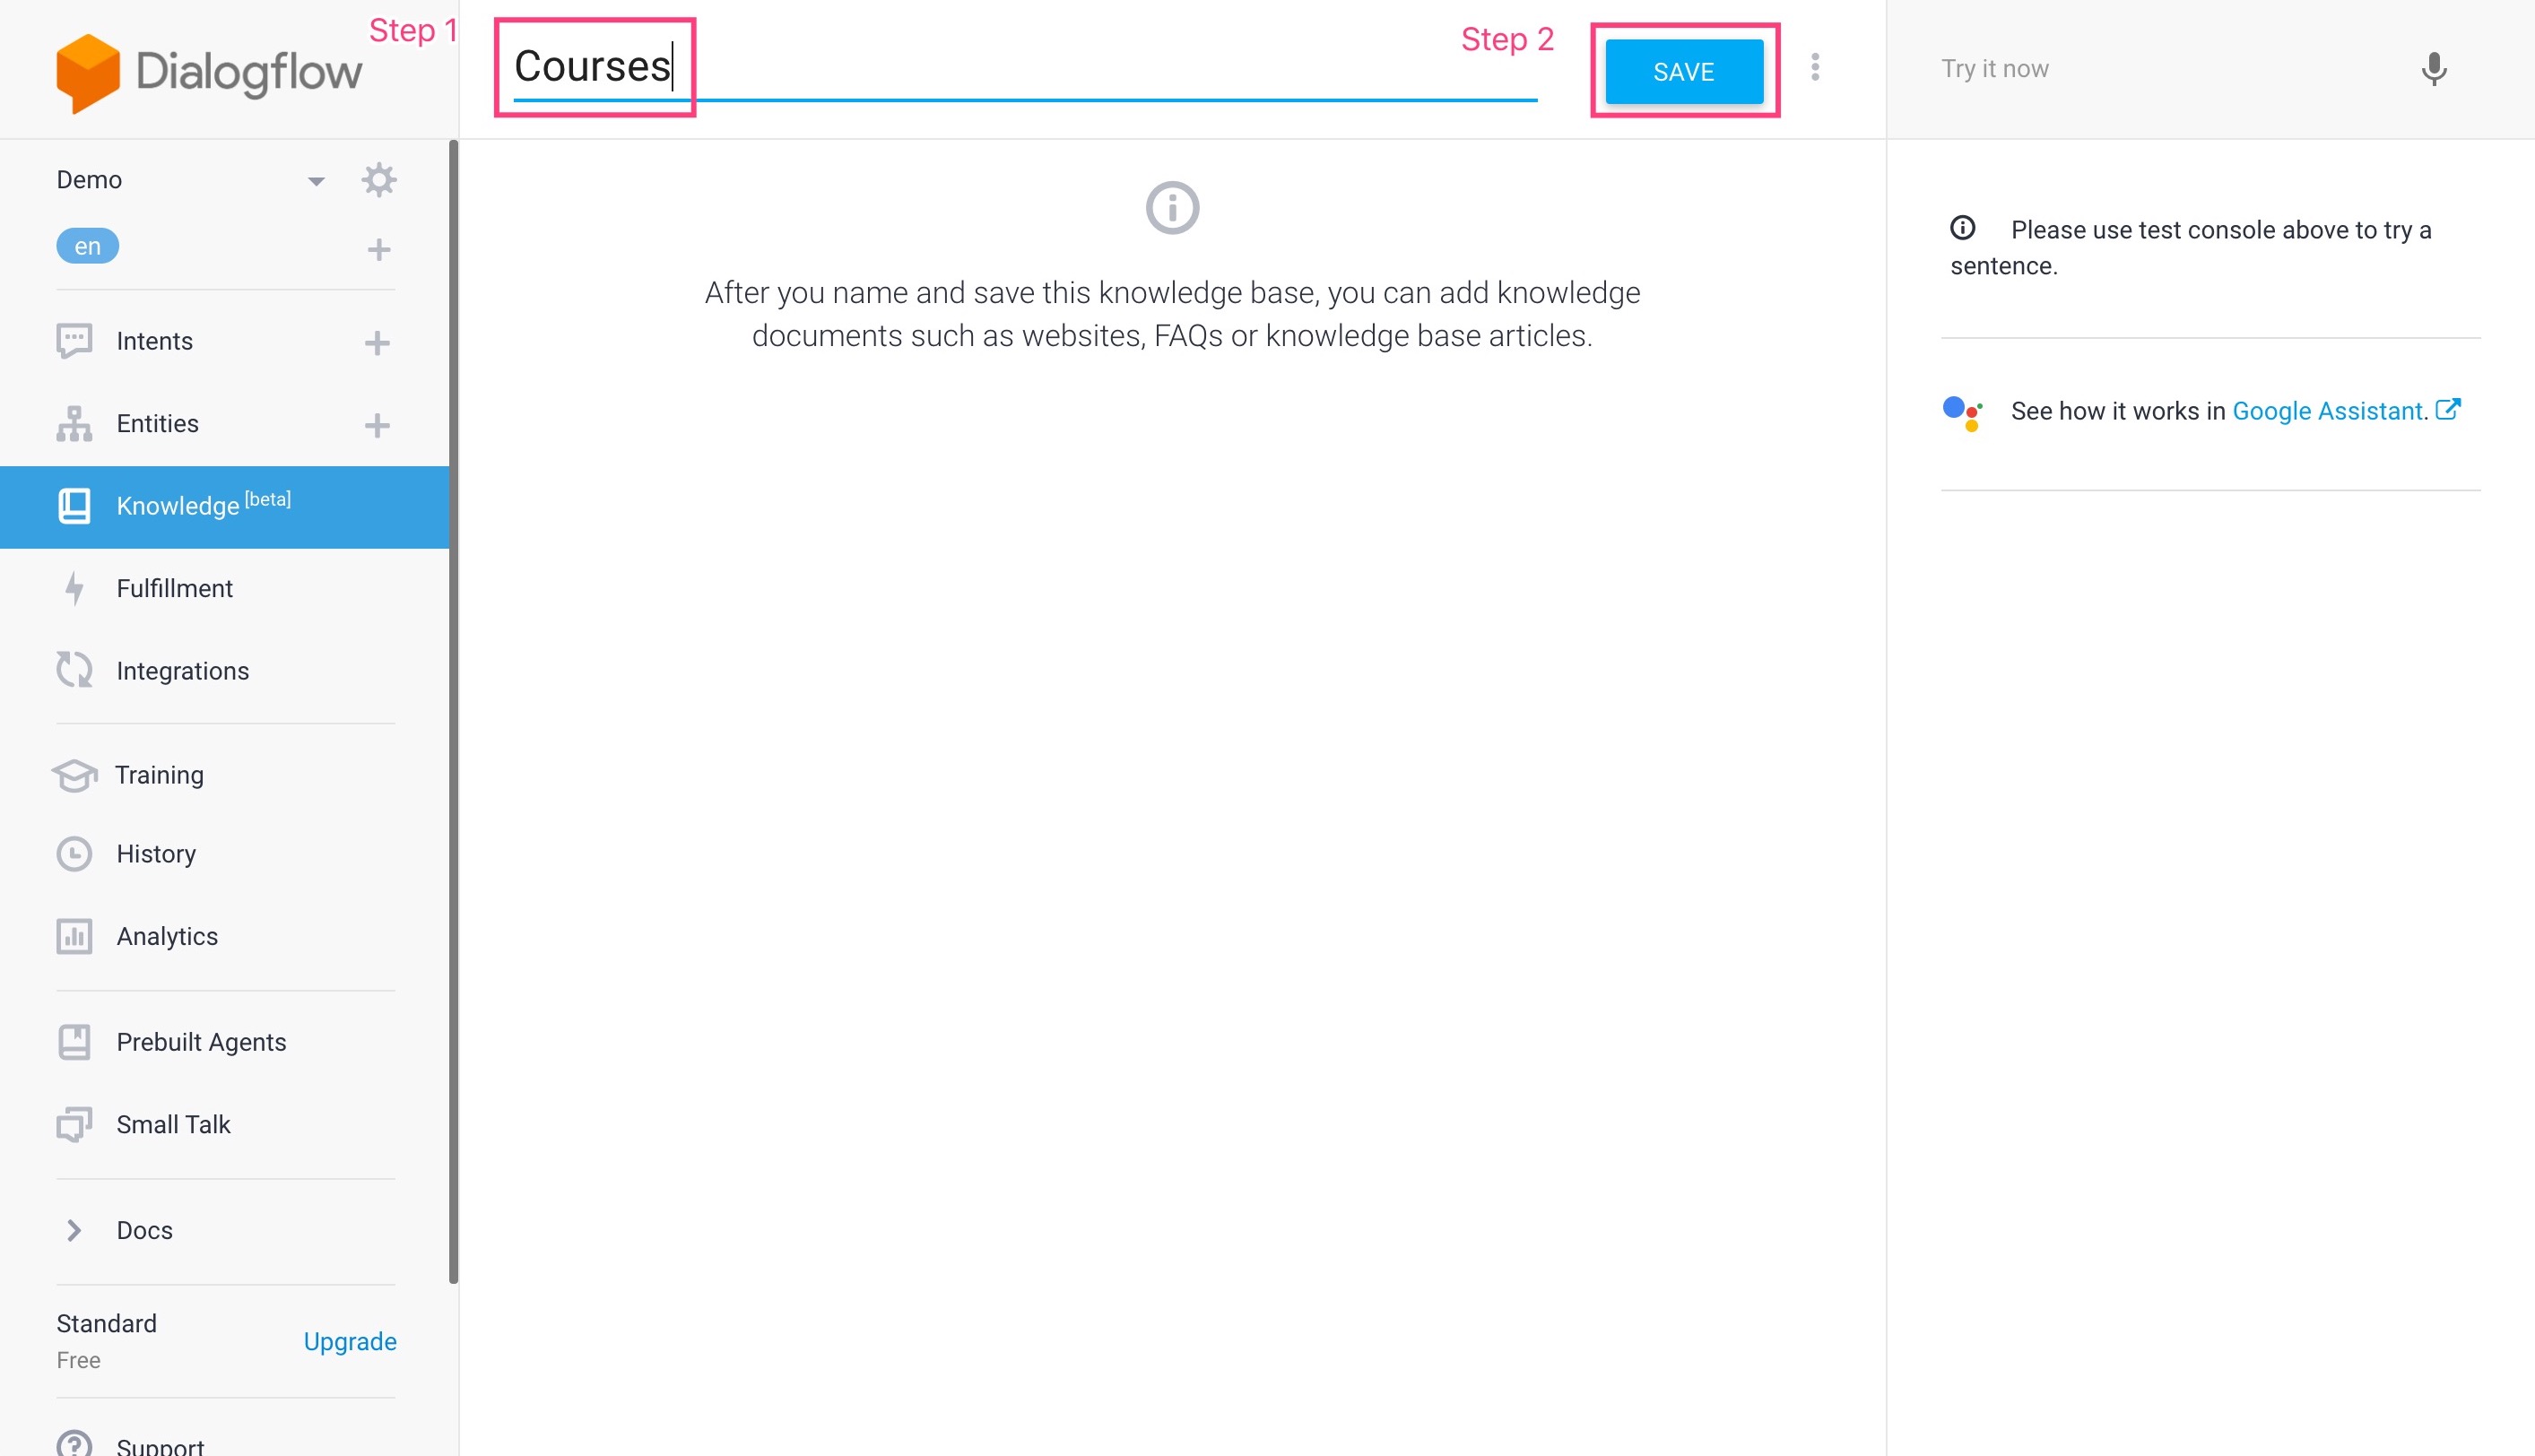 Step 1
Dialogflow
Courses
Step 2
SAVE
Try it now
Demo
en
Intents
Entities
Knowledge [beta]
Fulfillment
Integrations
Training
History
Analytics
Prebuilt Agents
Small Talk
Docs
Standard
Free
Upgrade
Support
After you name and save this knowledge base, you can add knowledge
documents such as websites, FAQs or knowledge base articles.
Please use test console above to try a
sentence.
See how it works in Google Assistant.